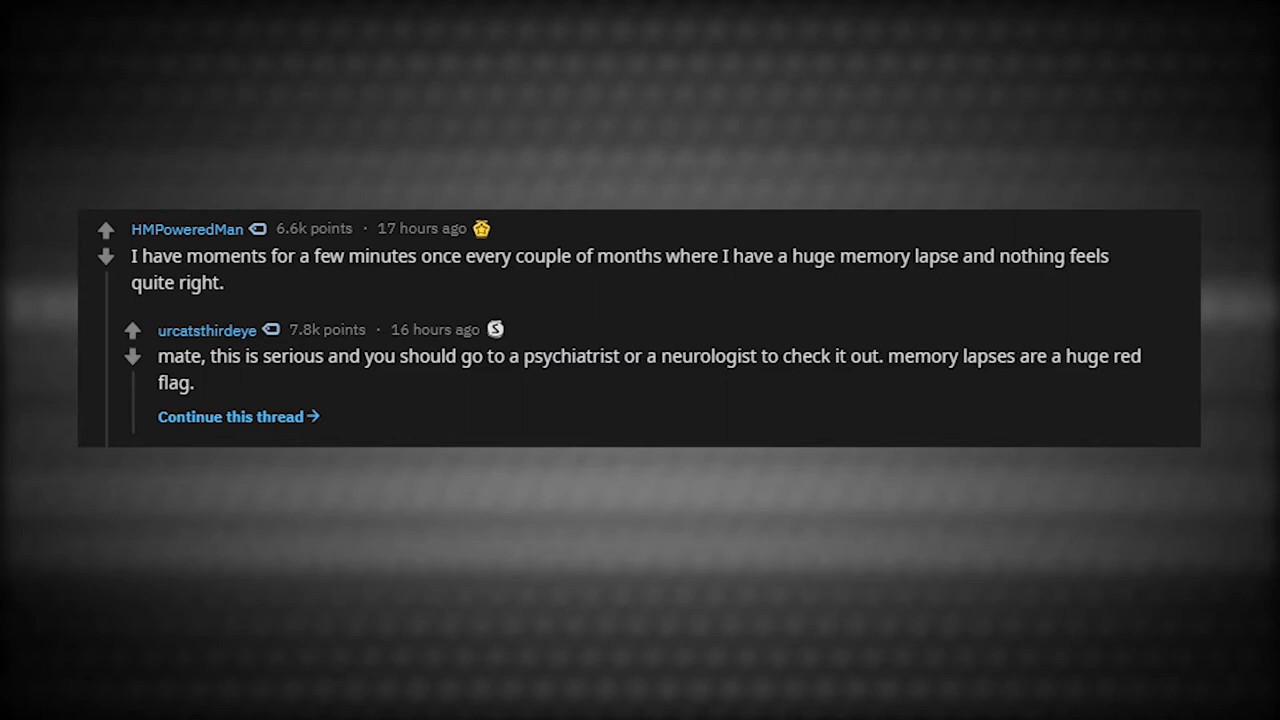 HMPoweredMan 6.6k points · 17 hours ago
I have moments for a few minutes once every couple of months where I have a huge memory lapse and nothing feels
quite right.
urcatsthirdeye 7.8k points · 16 hours ago
mate, this is serious and you should go to a psychiatrist or a neurologist to check it out. memory lapses are a huge red
flag.
Continue this thread